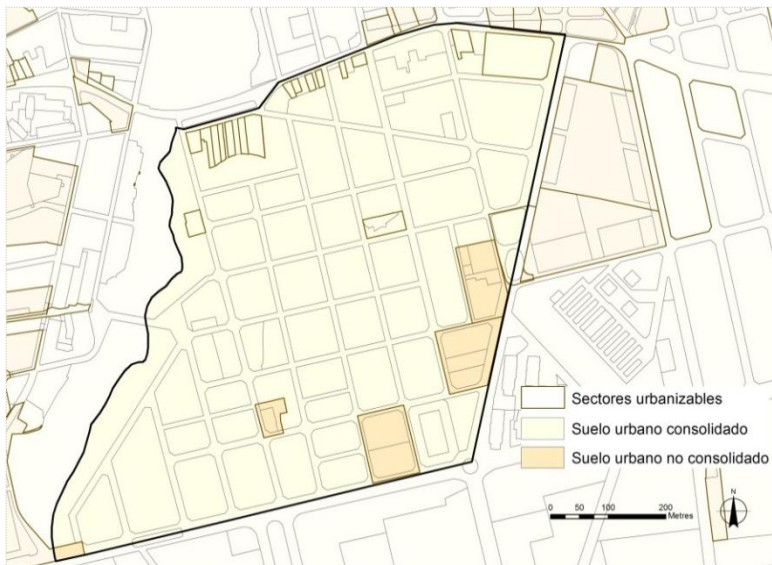 Sectores urbanizables
Suelo urbano consolidado
Suelo urbano no consolidado
0 50 100 200
Metres
N